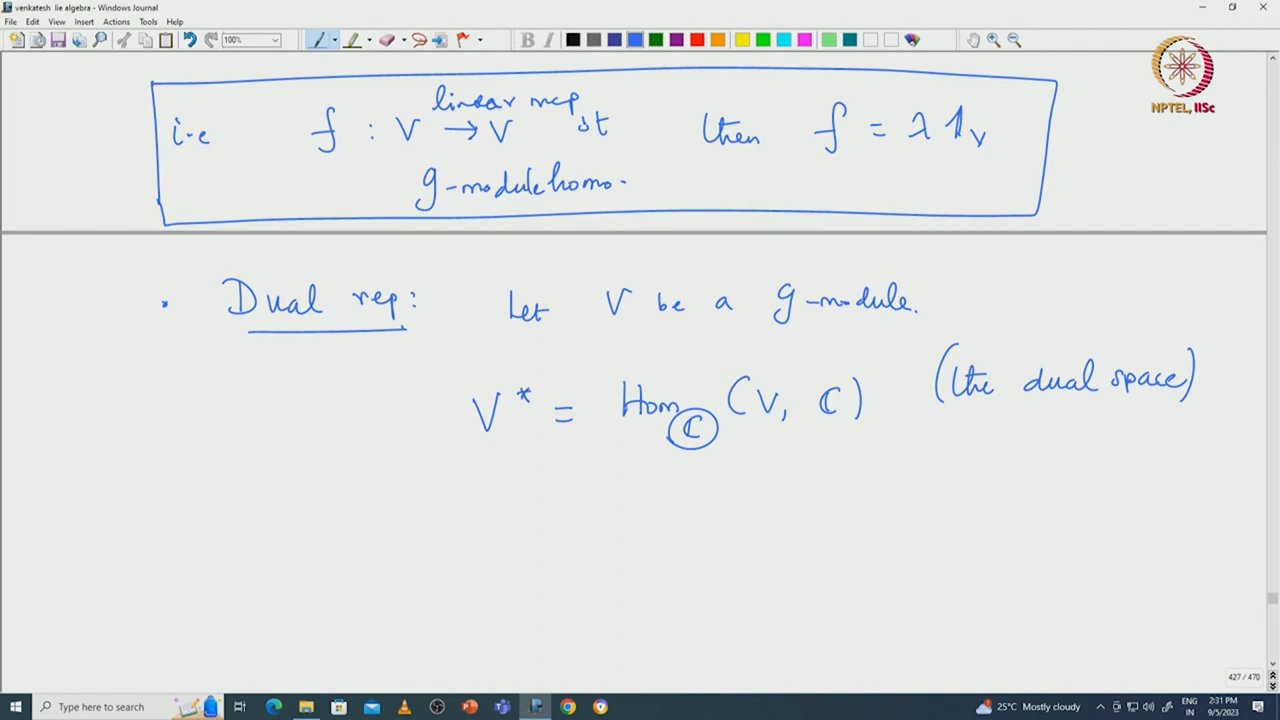 venkatesh lie algebra - Windows Journal
File Edit View Insert Actions Tools Help
100%
B I
NPTEL, IISc
linear map
i.e f : V → V st then f = λ 1_V
g-module homo.
• Dual rep: Let V be a g-module.
V* = Hom_ℂ (V, ℂ) (the dual space)
427 / 470
Type here to search
25°C Mostly cloudy
ENG
IN
2:31 PM
9/5/2023